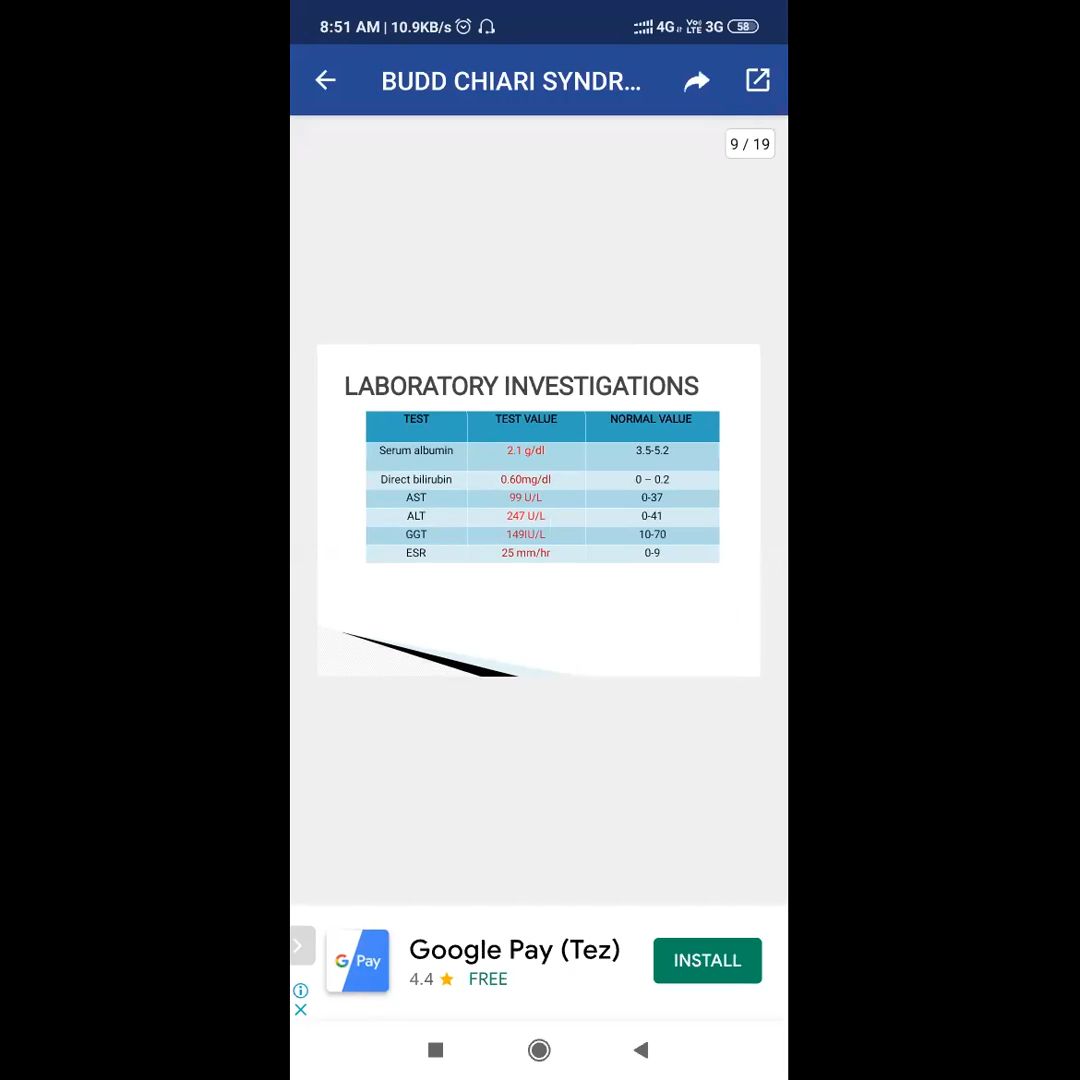 8:51 AM | 10.9KB/s 4G Vo) LTE 3G 58
BUDD CHIARI SYNDR...
9 / 19
LABORATORY INVESTIGATIONS
TEST TEST VALUE NORMAL VALUE
Serum albumin 2.1 g/dl 3.5-5.2
Direct bilirubin 0.60mg/dl 0 – 0.2
AST 99 U/L 0-37
ALT 247 U/L 0-41
GGT 149IU/L 10-70
ESR 25 mm/hr 0-9
Google Pay (Tez)
G Pay
INSTALL
4.4 ★ FREE